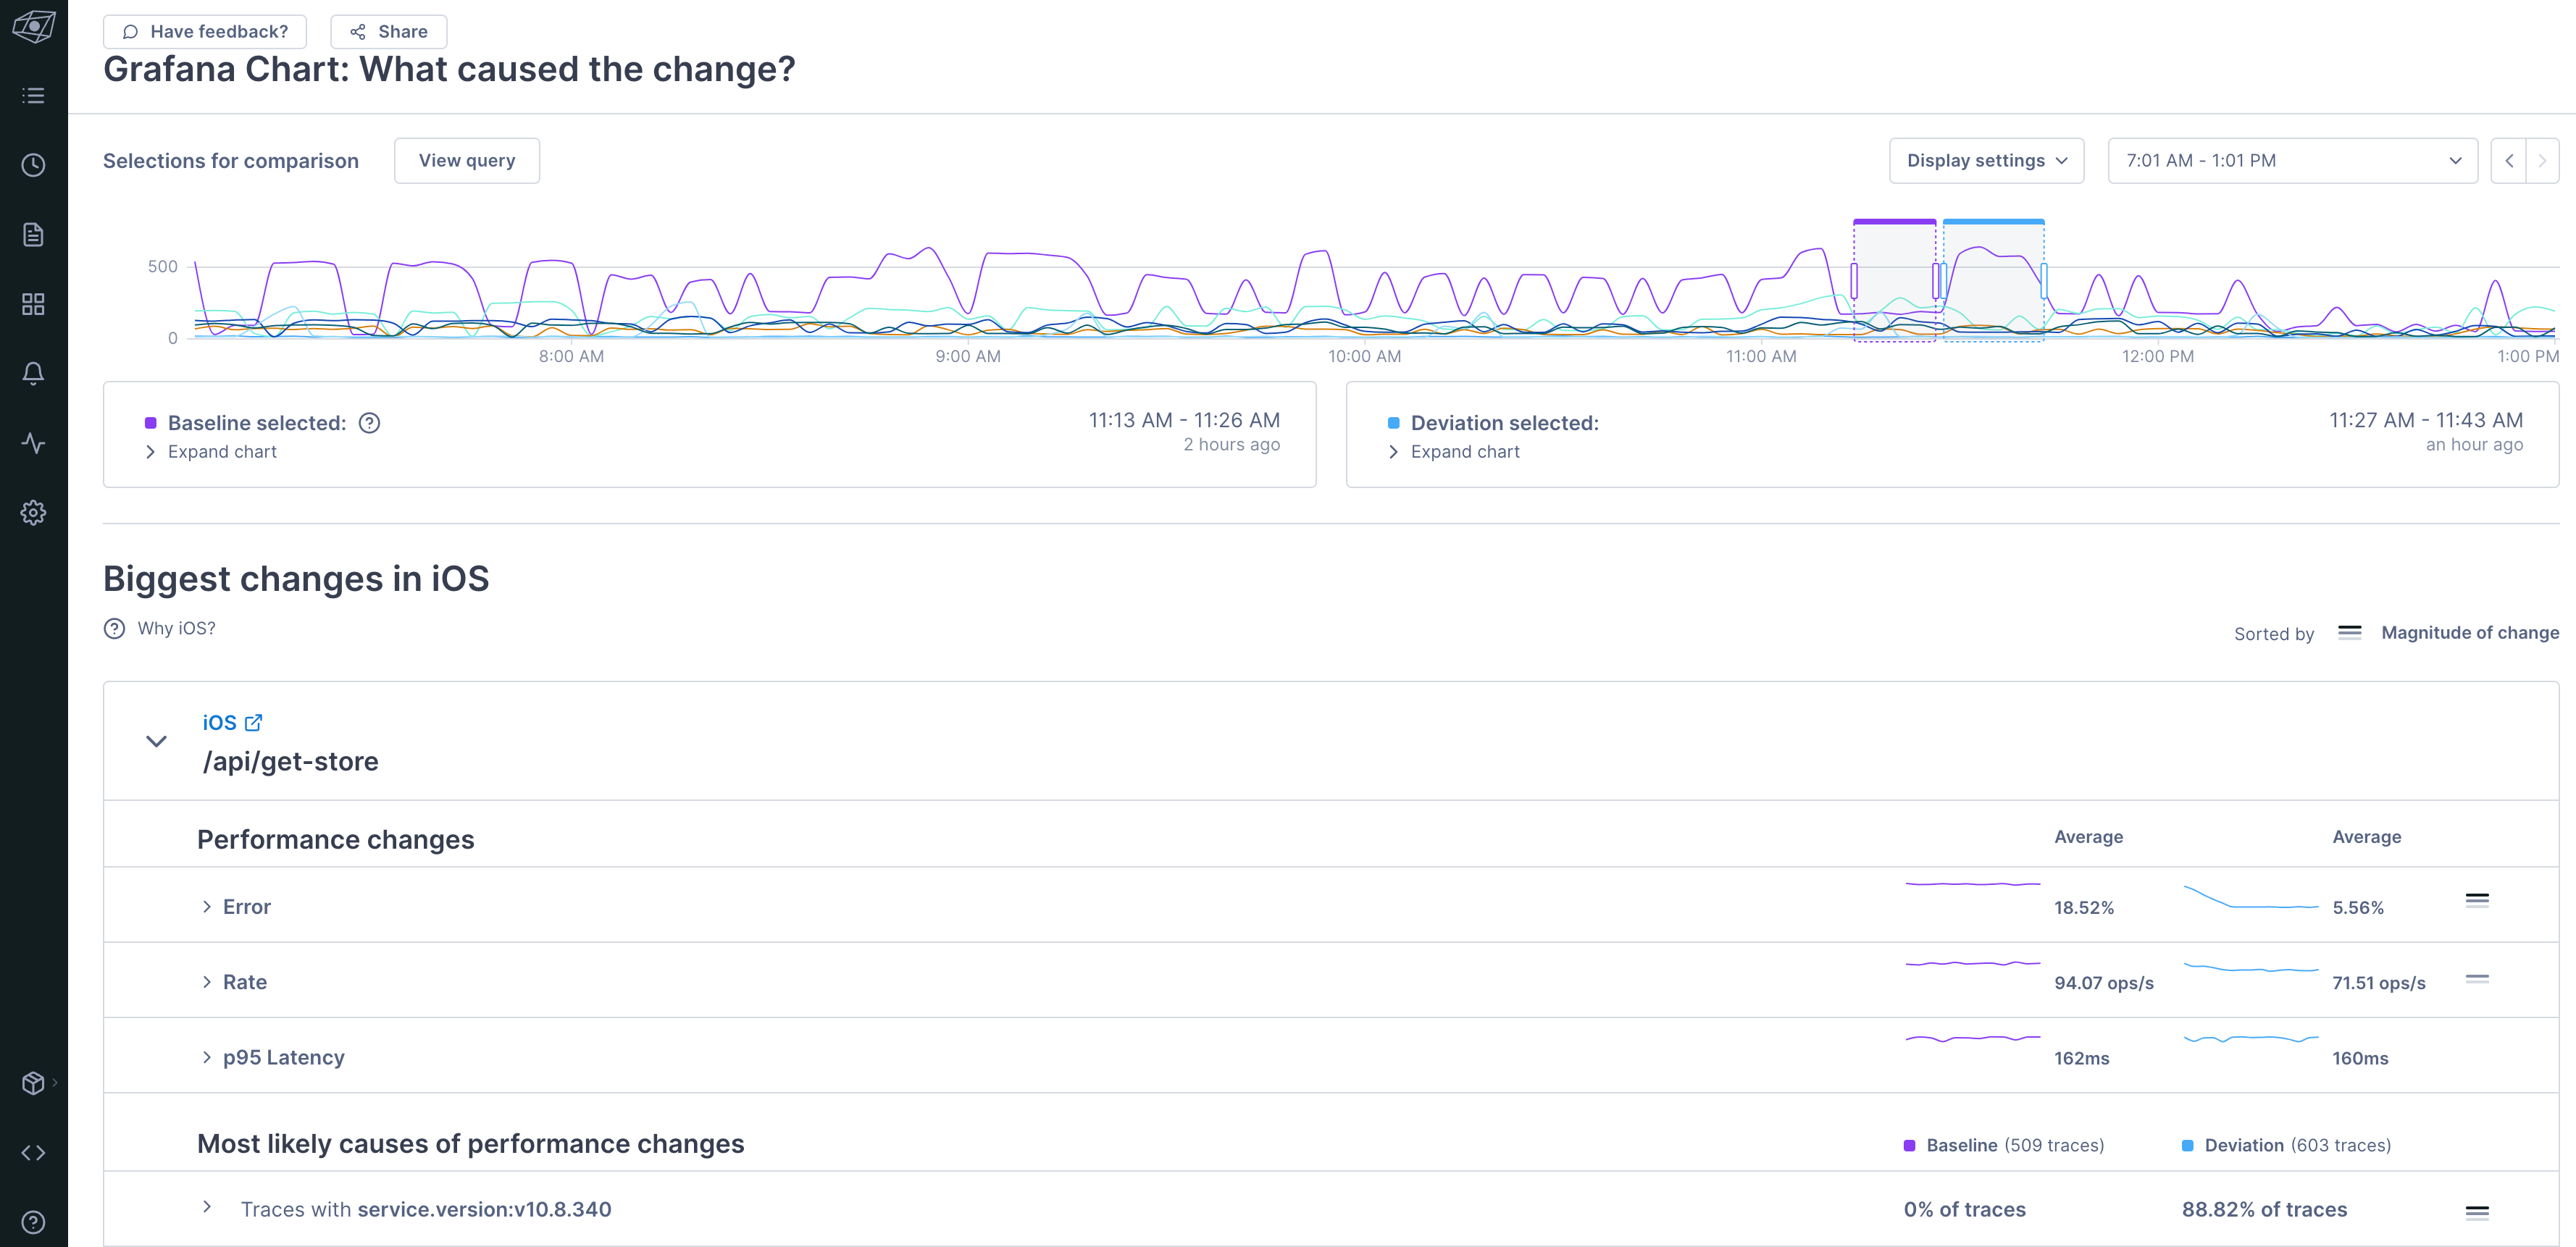 Have feedback?
Share
Grafana Chart: What caused the change?
Selections for comparison
View query
Display settings
7:01 AM - 1:01 PM
500
0
8:00 AM
9:00 AM
10:00 AM
11:00 AM
12:00 PM
1:00 PM
Baseline selected:
11:13 AM - 11:26 AM
Expand chart
2 hours ago
Deviation selected:
11:27 AM - 11:43 AM
Expand chart
an hour ago
Biggest changes in iOS
Why iOS?
Sorted by
Magnitude of change
iOS
/api/get-store
Performance changes
Average
Average
Error
18.52%
5.56%
Rate
94.07 ops/s
71.51 ops/s
p95 Latency
162ms
160ms
Most likely causes of performance changes
Baseline (509 traces)
Deviation (603 traces)
Traces with service.version:v10.8.340
0% of traces
88.82% of traces